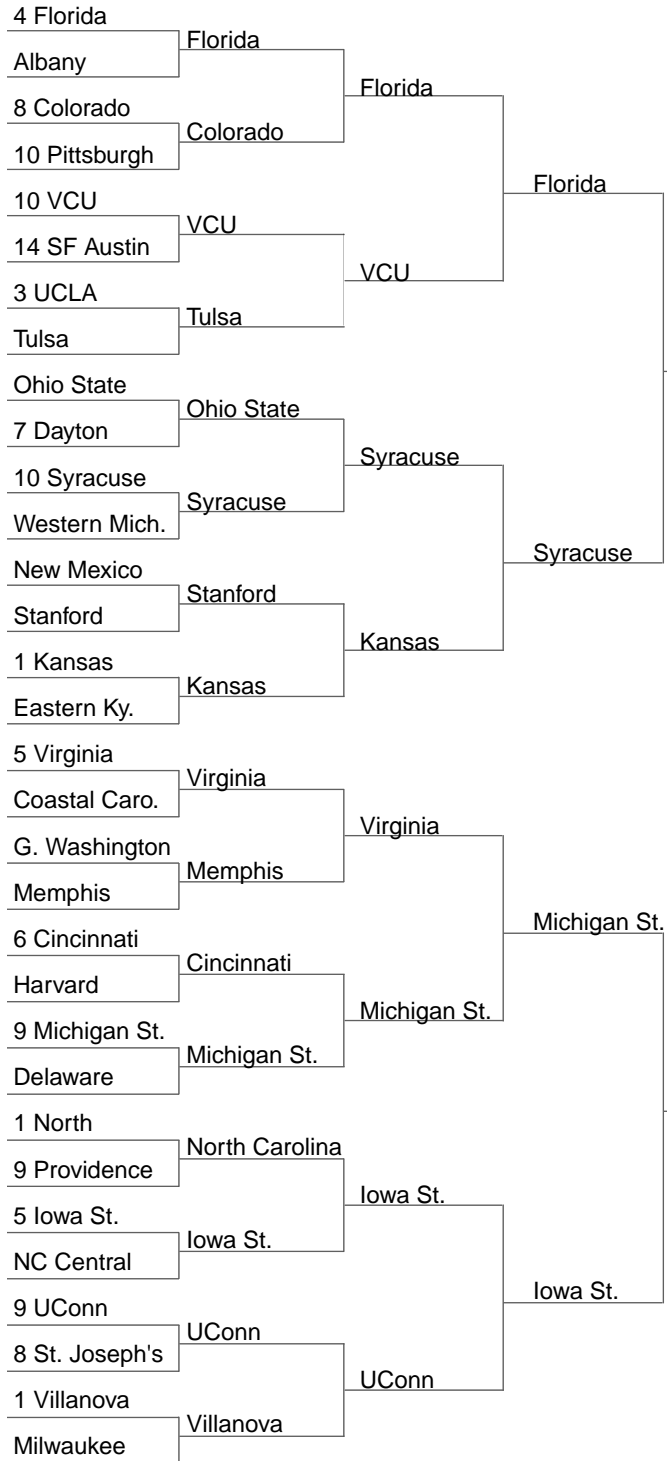 4 Florida
Albany
8 Colorado
10 Pittsburgh
10 VCU
14 SF Austin
3 UCLA
Tulsa
Ohio State
7 Dayton
10 Syracuse
Western Mich.
New Mexico
Stanford
1 Kansas
Eastern Ky.
5 Virginia
Coastal Caro.
G. Washington
Memphis
6 Cincinnati
Harvard
9 Michigan St.
Delaware
1 North
9 Providence
5 Iowa St.
NC Central
9 UConn
8 St. Joseph's
1 Villanova
Milwaukee
Florida
Colorado
VCU
Tulsa
Ohio State
Syracuse
Stanford
Kansas
Virginia
Memphis
Cincinnati
Michigan St.
North Carolina
Iowa St.
UConn
Villanova
Florida
VCU
Syracuse
Kansas
Virginia
Michigan St.
Iowa St.
UConn
Florida
Syracuse
Michigan St.
Iowa St.